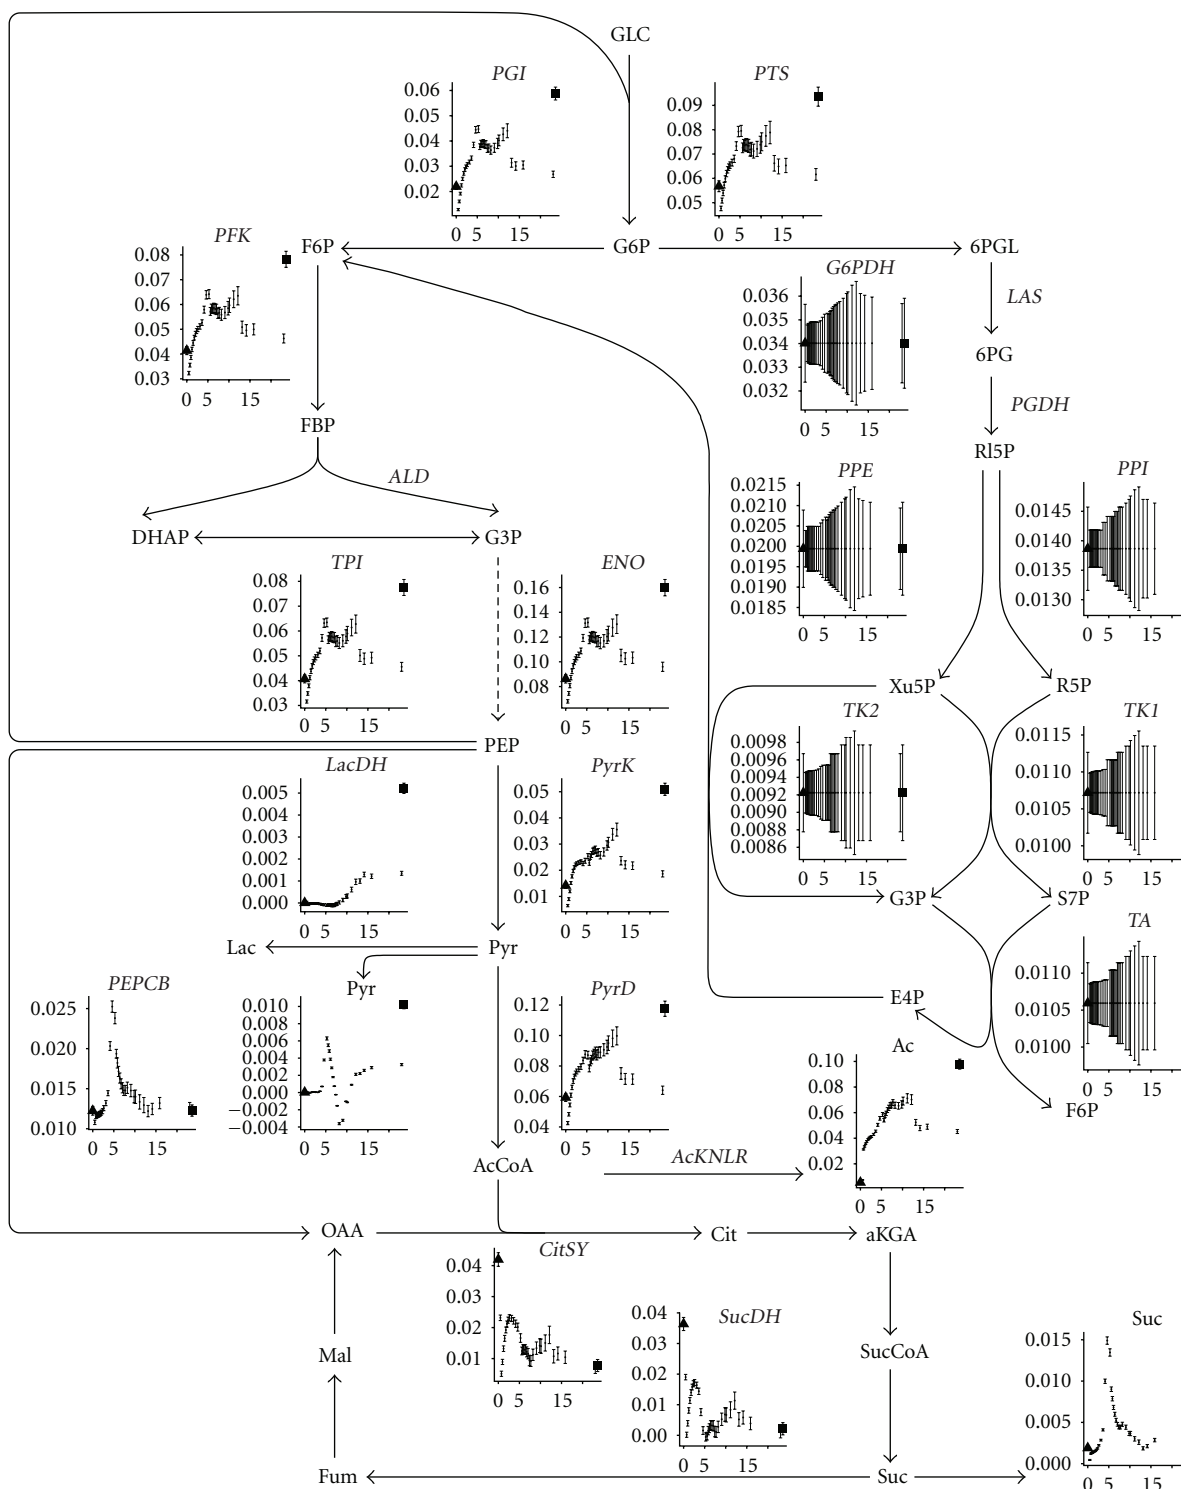 GLC
PGI
0.06
0.05
0.04
0.03
0.02
0 5 15
PTS
0.09
0.08
0.07
0.06
0.05
0 5 15
F6P
G6P
6PGL
PFK
0.08
0.07
0.06
0.05
0.04
0.03
0 5 15
G6PDH
0.036
0.035
0.034
0.033
0.032
0 5 15
LAS
6PG
PGDH
FBP
Rl5P
ALD
DHAP
G3P
PPE
0.0215
0.0210
0.0205
0.0200
0.0195
0.0190
0.0185
0 5 15
PPI
0.0145
0.0140
0.0135
0.0130
0 5 15
TPI
0.08
0.07
0.06
0.05
0.04
0.03
0 5 15
ENO
0.16
0.14
0.12
0.10
0.08
0 5 15
Xu5P
R5P
PEP
TK2
0.0098
0.0096
0.0094
0.0092
0.0090
0.0088
0.0086
0 5 15
TK1
0.0115
0.0110
0.0105
0.0100
0 5 15
LacDH
0.005
0.004
0.003
0.002
0.001
0.000
0 5 15
PyrK
0.05
0.04
0.03
0.02
0.01
0 5 15
G3P
S7P
Lac
Pyr
TA
0.0110
0.0105
0.0100
0 5 15
PEPCB
0.025
0.020
0.015
0.010
0 5 15
Pyr
0.010
0.008
0.006
0.004
0.002
0.000
−0.002
−0.004
0 5 15
PyrD
0.12
0.10
0.08
0.06
0.04
0 5 15
E4P
Ac
0.10
0.08
0.06
0.04
0.02
0 5 15
F6P
AcCoA
AcKNLR
OAA
Cit
aKGA
CitSY
0.04
0.03
0.02
0.01
0 5 15
SucDH
0.04
0.03
0.02
0.01
0.00
0 5 15
Mal
SucCoA
Suc
0.015
0.010
0.005
0.000
0 5 15
Fum
Suc